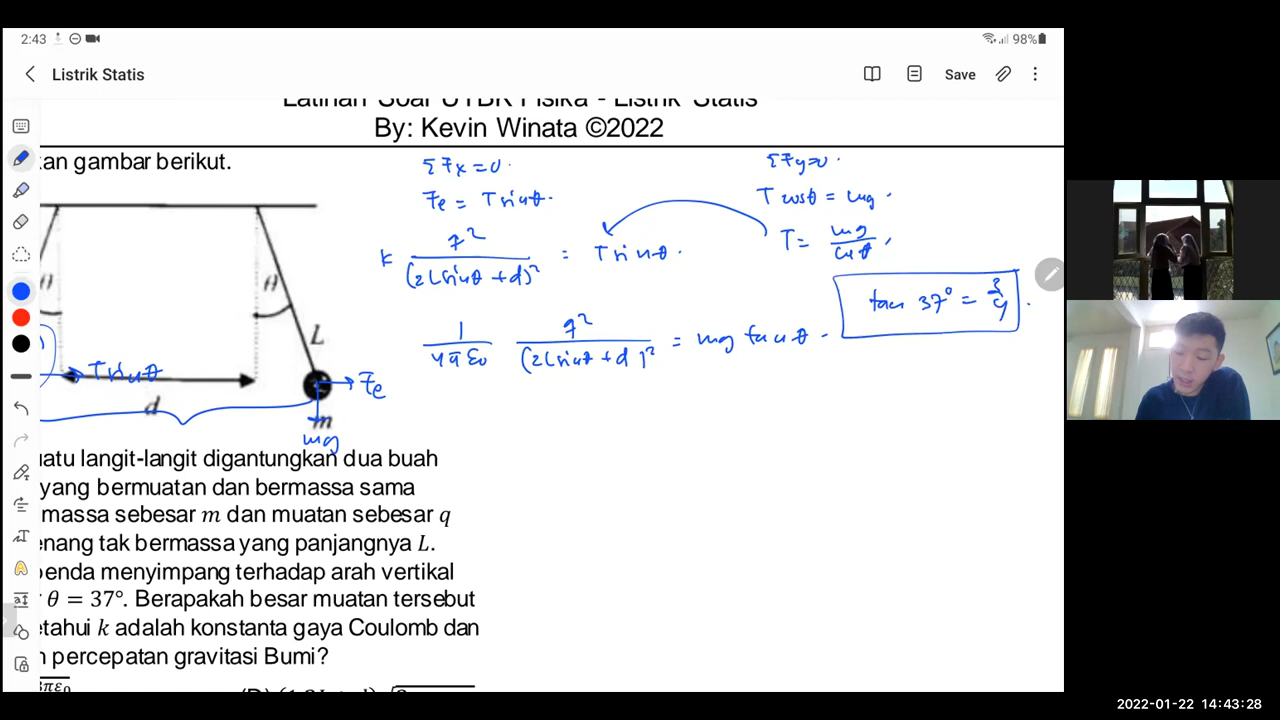 2:43 98%
Listrik Statis Save
Latihan Soal UTBK Fisika - Listrik Statis
By: Kevin Winata ©2022
kan gambar berikut.
ΣFx = 0.
Fe = T sin θ.
k q² / (2L sin θ + d)² = T sin θ.
ΣFy = 0.
T cos θ = mg.
T = mg / cos θ,
tan 37° = 3/4.
1 / 4πε₀ q² / (2L sin θ + d)² = mg tan θ
θ θ
L
T sin θ
Fe
d
m
mg
uatu langit-langit digantungkan dua buah
yang bermuatan dan bermassa sama
massa sebesar m dan muatan sebesar q
enang tak bermassa yang panjangnya L.
benda menyimpang terhadap arah vertikal
θ = 37°. Berapakah besar muatan tersebut
etahui k adalah konstanta gaya Coulomb dan
n percepatan gravitasi Bumi?
2022-01-22 14:43:28